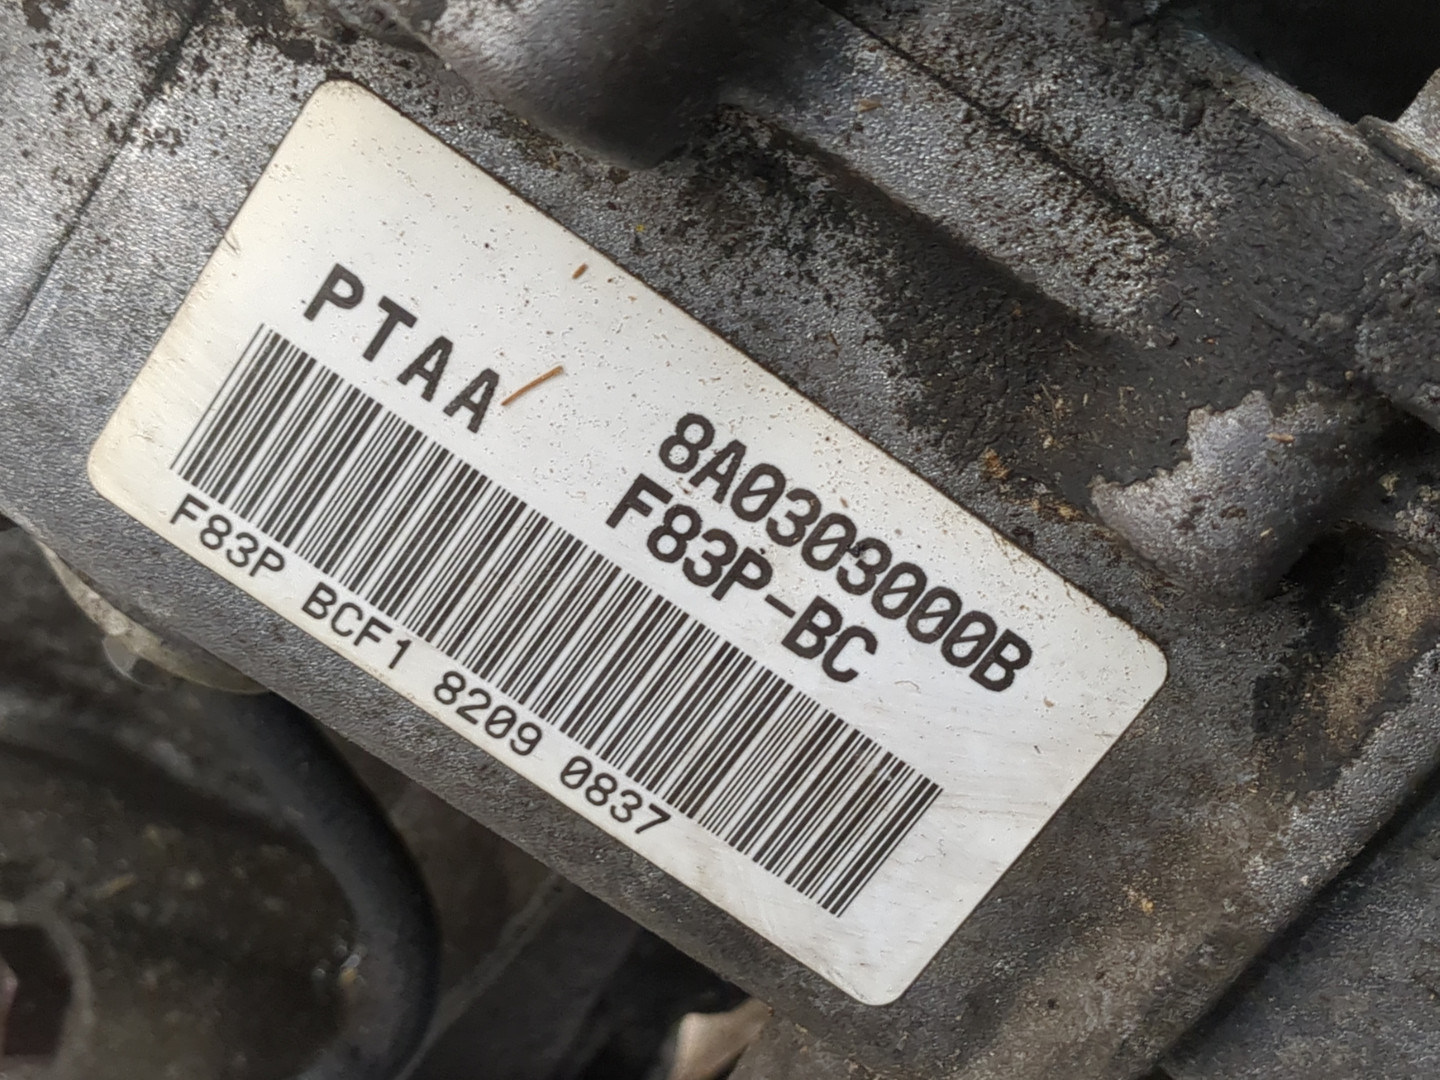 PTAA
8A0303000B
F83P-BC
F83P BCF1 8209 0837